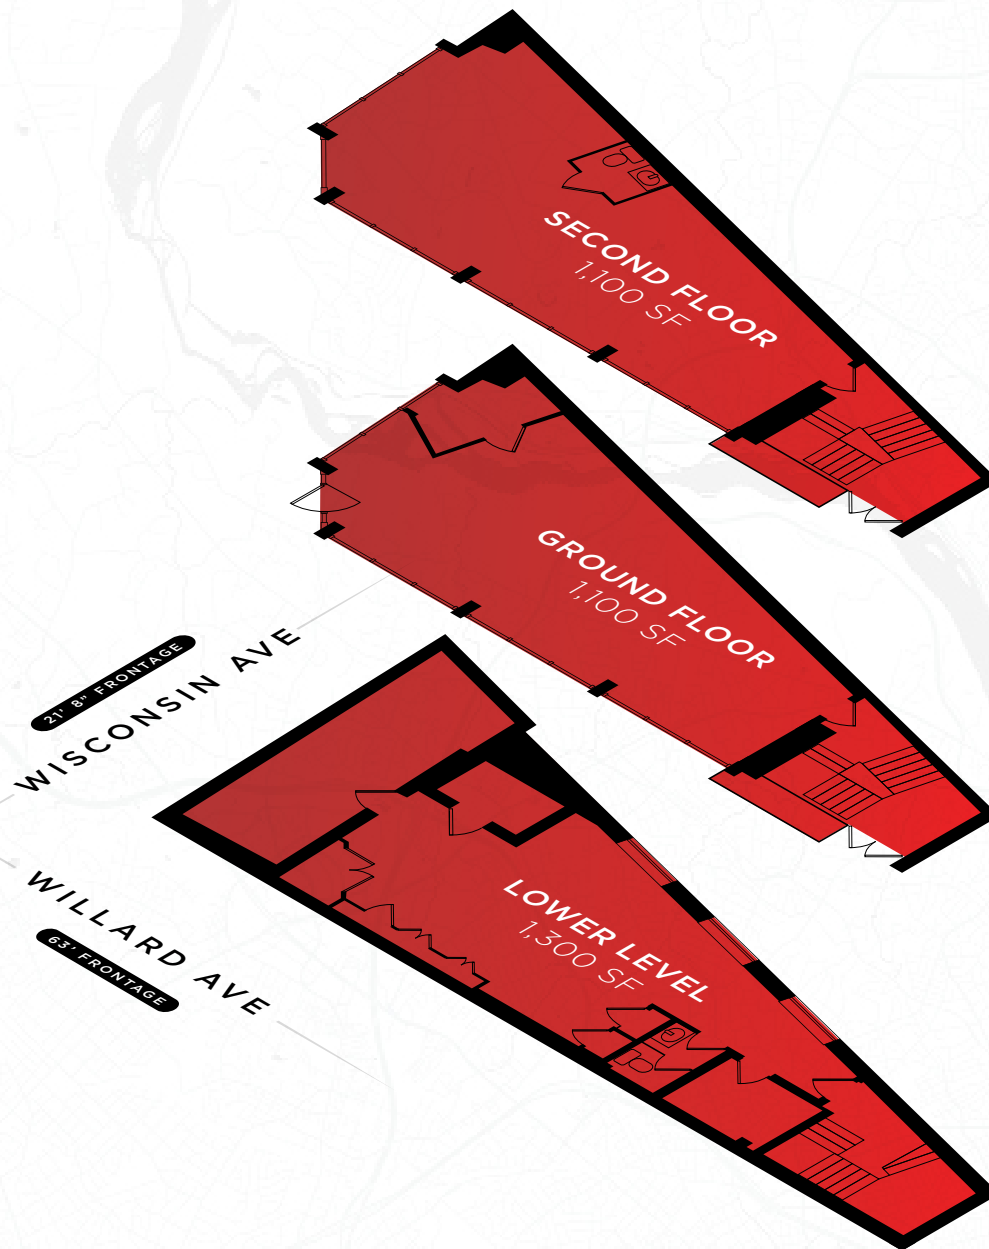 SECOND FLOOR
1,100 SF
GROUND FLOOR
1,100 SF
21' 8" FRONTAGE
WISCONSIN AVE
WILLARD AVE
63' FRONTAGE
LOWER LEVEL
1,300 SF